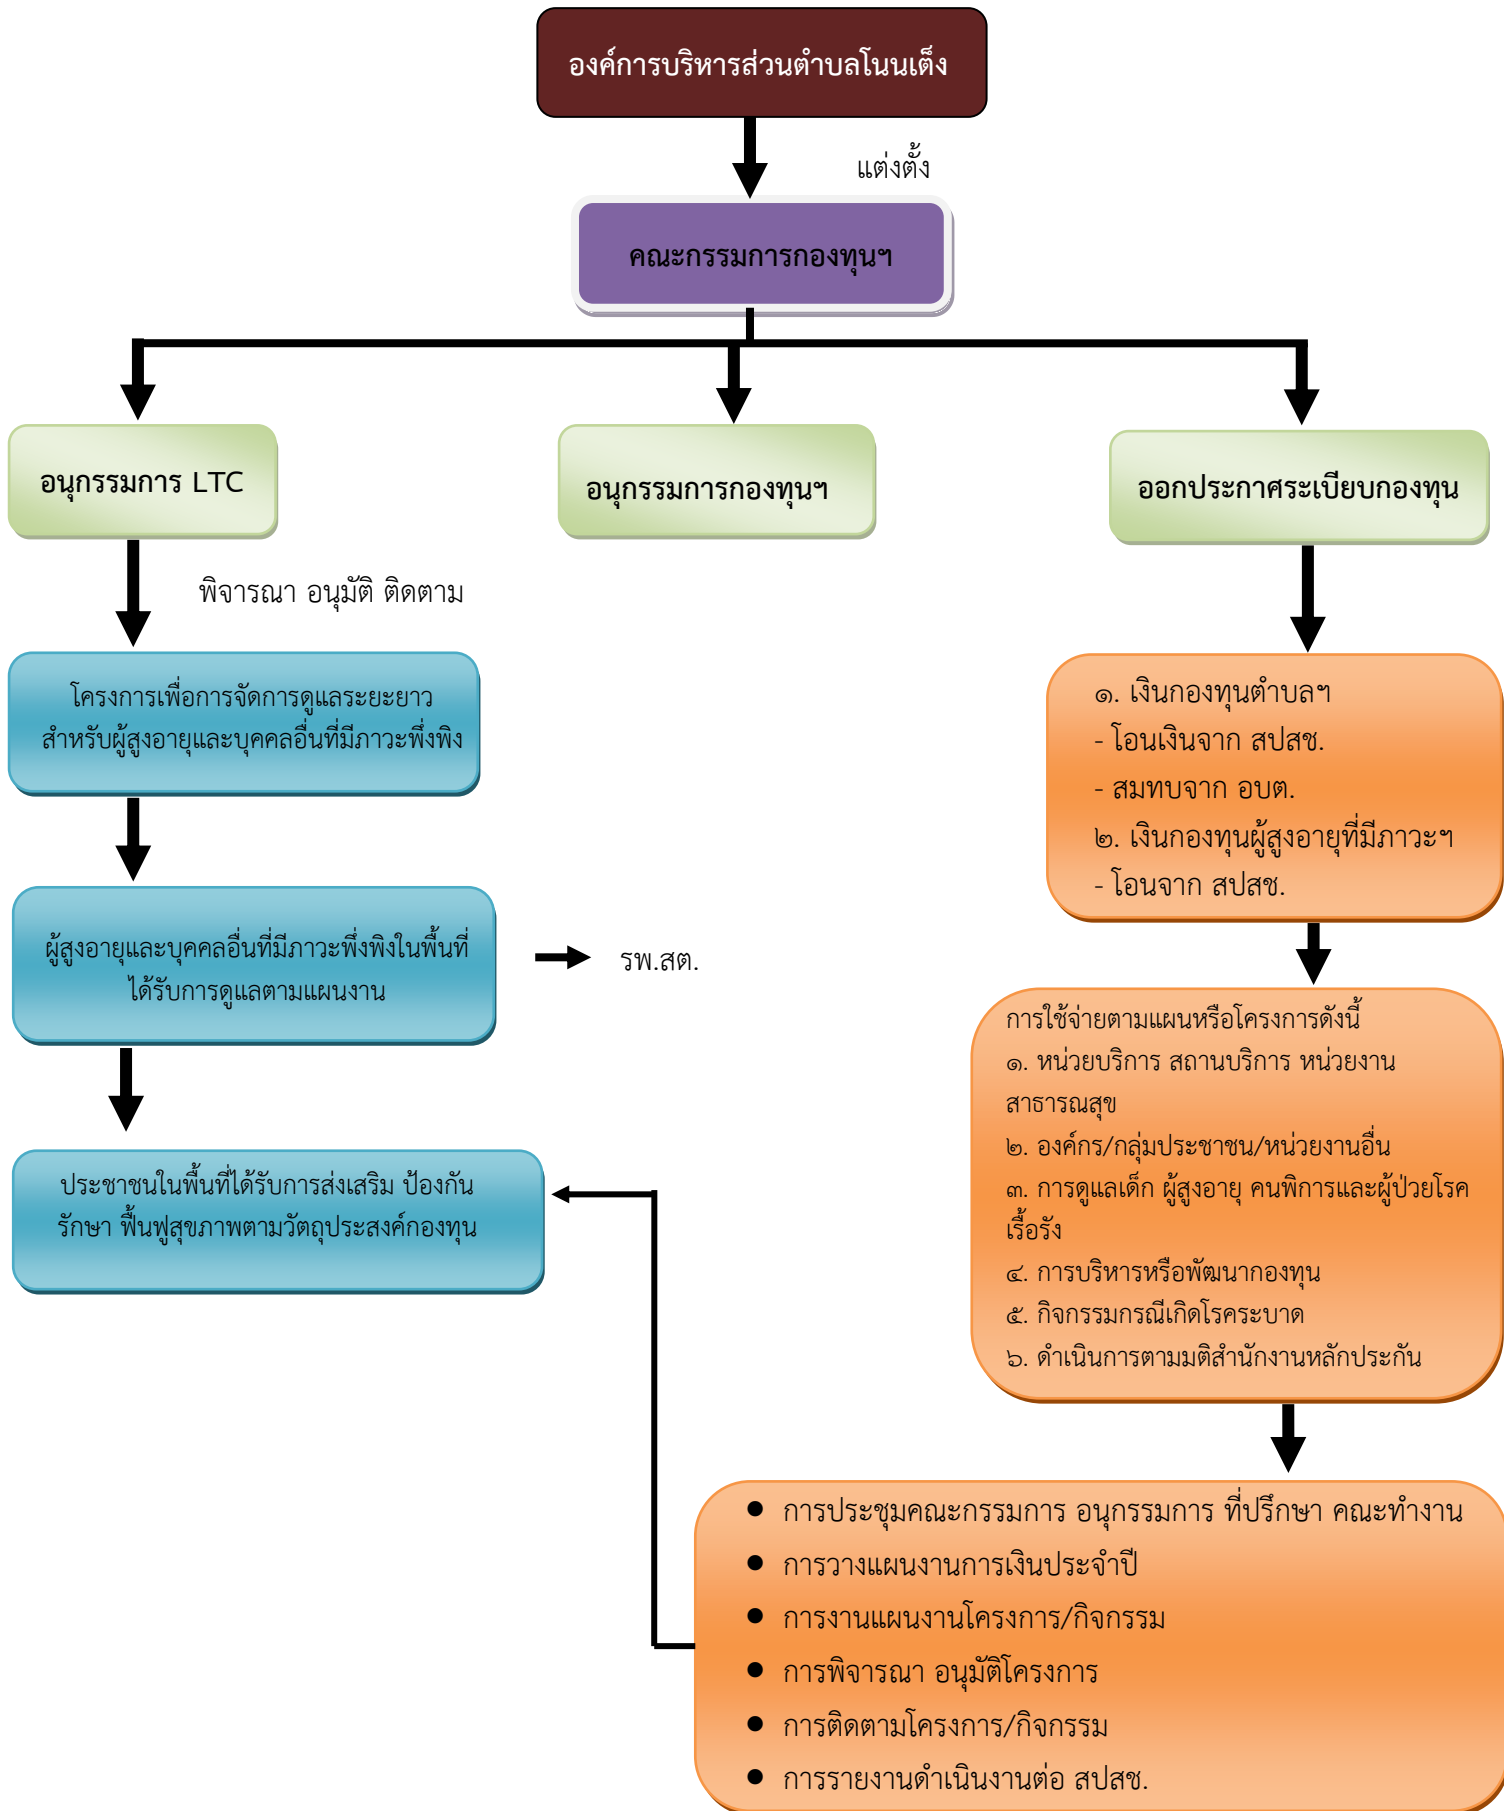 องค์การบริหารส่วนตำบลโนนเต็ง
แต่งตั้ง
คณะกรรมการกองทุนฯ
อนุกรรมการ LTC
อนุกรรมการกองทุนฯ
ออกประกาศระเบียบกองทุน
พิจารณา อนุมัติ ติดตาม
โครงการเพื่อการจัดการดูแลระยะยาว
สำหรับผู้สูงอายุและบุคคลอื่นที่มีภาวะพึ่งพิง
ผู้สูงอายุและบุคคลอื่นที่มีภาวะพึ่งพิงในพื้นที่
ได้รับการดูแลตามแผนงาน
รพ.สต.
ประชาชนในพื้นที่ได้รับการส่งเสริม ป้องกัน
รักษา ฟื้นฟูสุขภาพตามวัตถุประสงค์กองทุน
๑. เงินกองทุนตำบลฯ
- โอนเงินจาก สปสช.
- สมทบจาก อบต.
๒. เงินกองทุนผู้สูงอายุที่มีภาวะฯ
- โอนจาก สปสช.
การใช้จ่ายตามแผนหรือโครงการดังนี้
๑. หน่วยบริการ สถานบริการ หน่วยงาน
สาธารณสุข
๒. องค์กร/กลุ่มประชาชน/หน่วยงานอื่น
๓. การดูแลเด็ก ผู้สูงอายุ คนพิการและผู้ป่วยโรค
เรื้อรัง
๔. การบริหารหรือพัฒนากองทุน
๕. กิจกรรมกรณีเกิดโรคระบาด
๖. ดำเนินการตามมติสำนักงานหลักประกัน
● การประชุมคณะกรรมการ อนุกรรมการ ที่ปรึกษา คณะทำงาน
● การวางแผนงานการเงินประจำปี
● การงานแผนงานโครงการ/กิจกรรม
● การพิจารณา อนุมัติโครงการ
● การติดตามโครงการ/กิจกรรม
● การรายงานดำเนินงานต่อ สปสช.